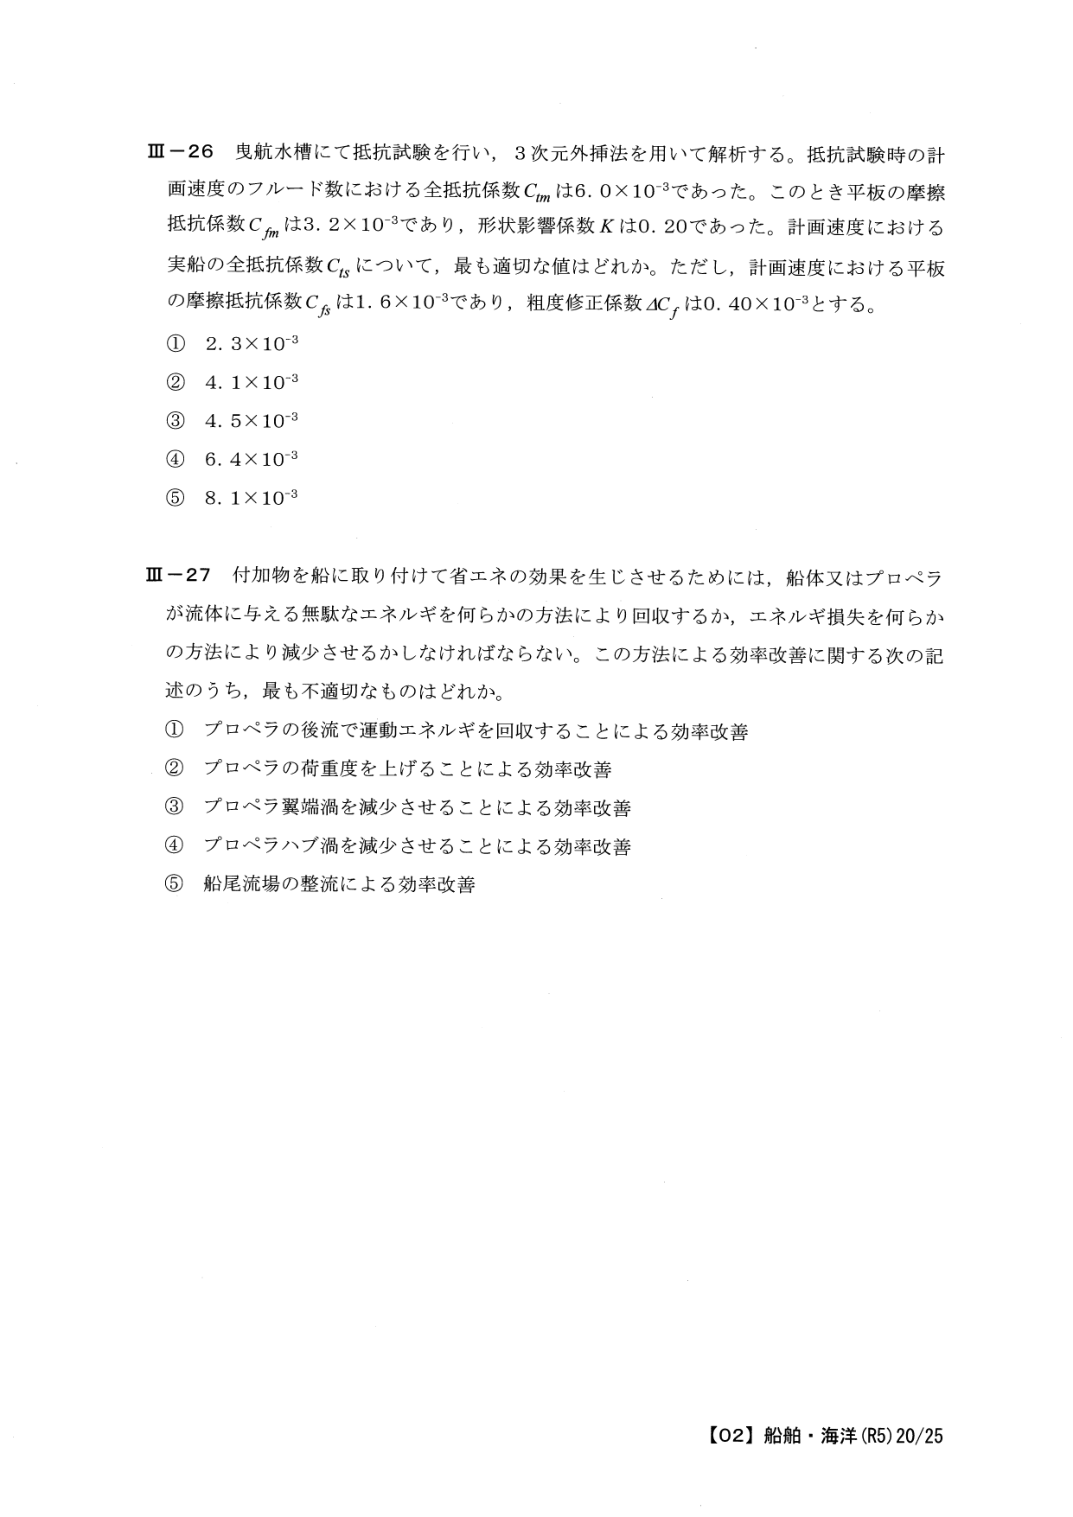 Ⅲ－26 曳航水槽にて抵抗試験を行い，3次元外挿法を用いて解析する。抵抗試験時の計
画速度のフルード数における全抵抗係数Ctmは6.0×10⁻³であった。このとき平板の摩擦
抵抗係数Cfmは3.2×10⁻³であり，形状影響係数Kは0.20であった。計画速度における
実船の全抵抗係数Ctsについて，最も適切な値はどれか。ただし，計画速度における平板
の摩擦抵抗係数Cfsは1.6×10⁻³であり，粗度修正係数ΔCfは0.40×10⁻³とする。
① 2.3×10⁻³
② 4.1×10⁻³
③ 4.5×10⁻³
④ 6.4×10⁻³
⑤ 8.1×10⁻³
Ⅲ－27 付加物を船に取り付けて省エネの効果を生じさせるためには，船体又はプロペラ
が流体に与える無駄なエネルギを何らかの方法により回収するか，エネルギ損失を何らか
の方法により減少させるかしなければならない。この方法による効率改善に関する次の記
述のうち，最も不適切なものはどれか。
① プロペラの後流で運動エネルギを回収することによる効率改善
② プロペラの荷重度を上げることによる効率改善
③ プロペラ翼端渦を減少させることによる効率改善
④ プロペラハブ渦を減少させることによる効率改善
⑤ 船尾流場の整流による効率改善
【02】船舶・海洋(R5)20/25